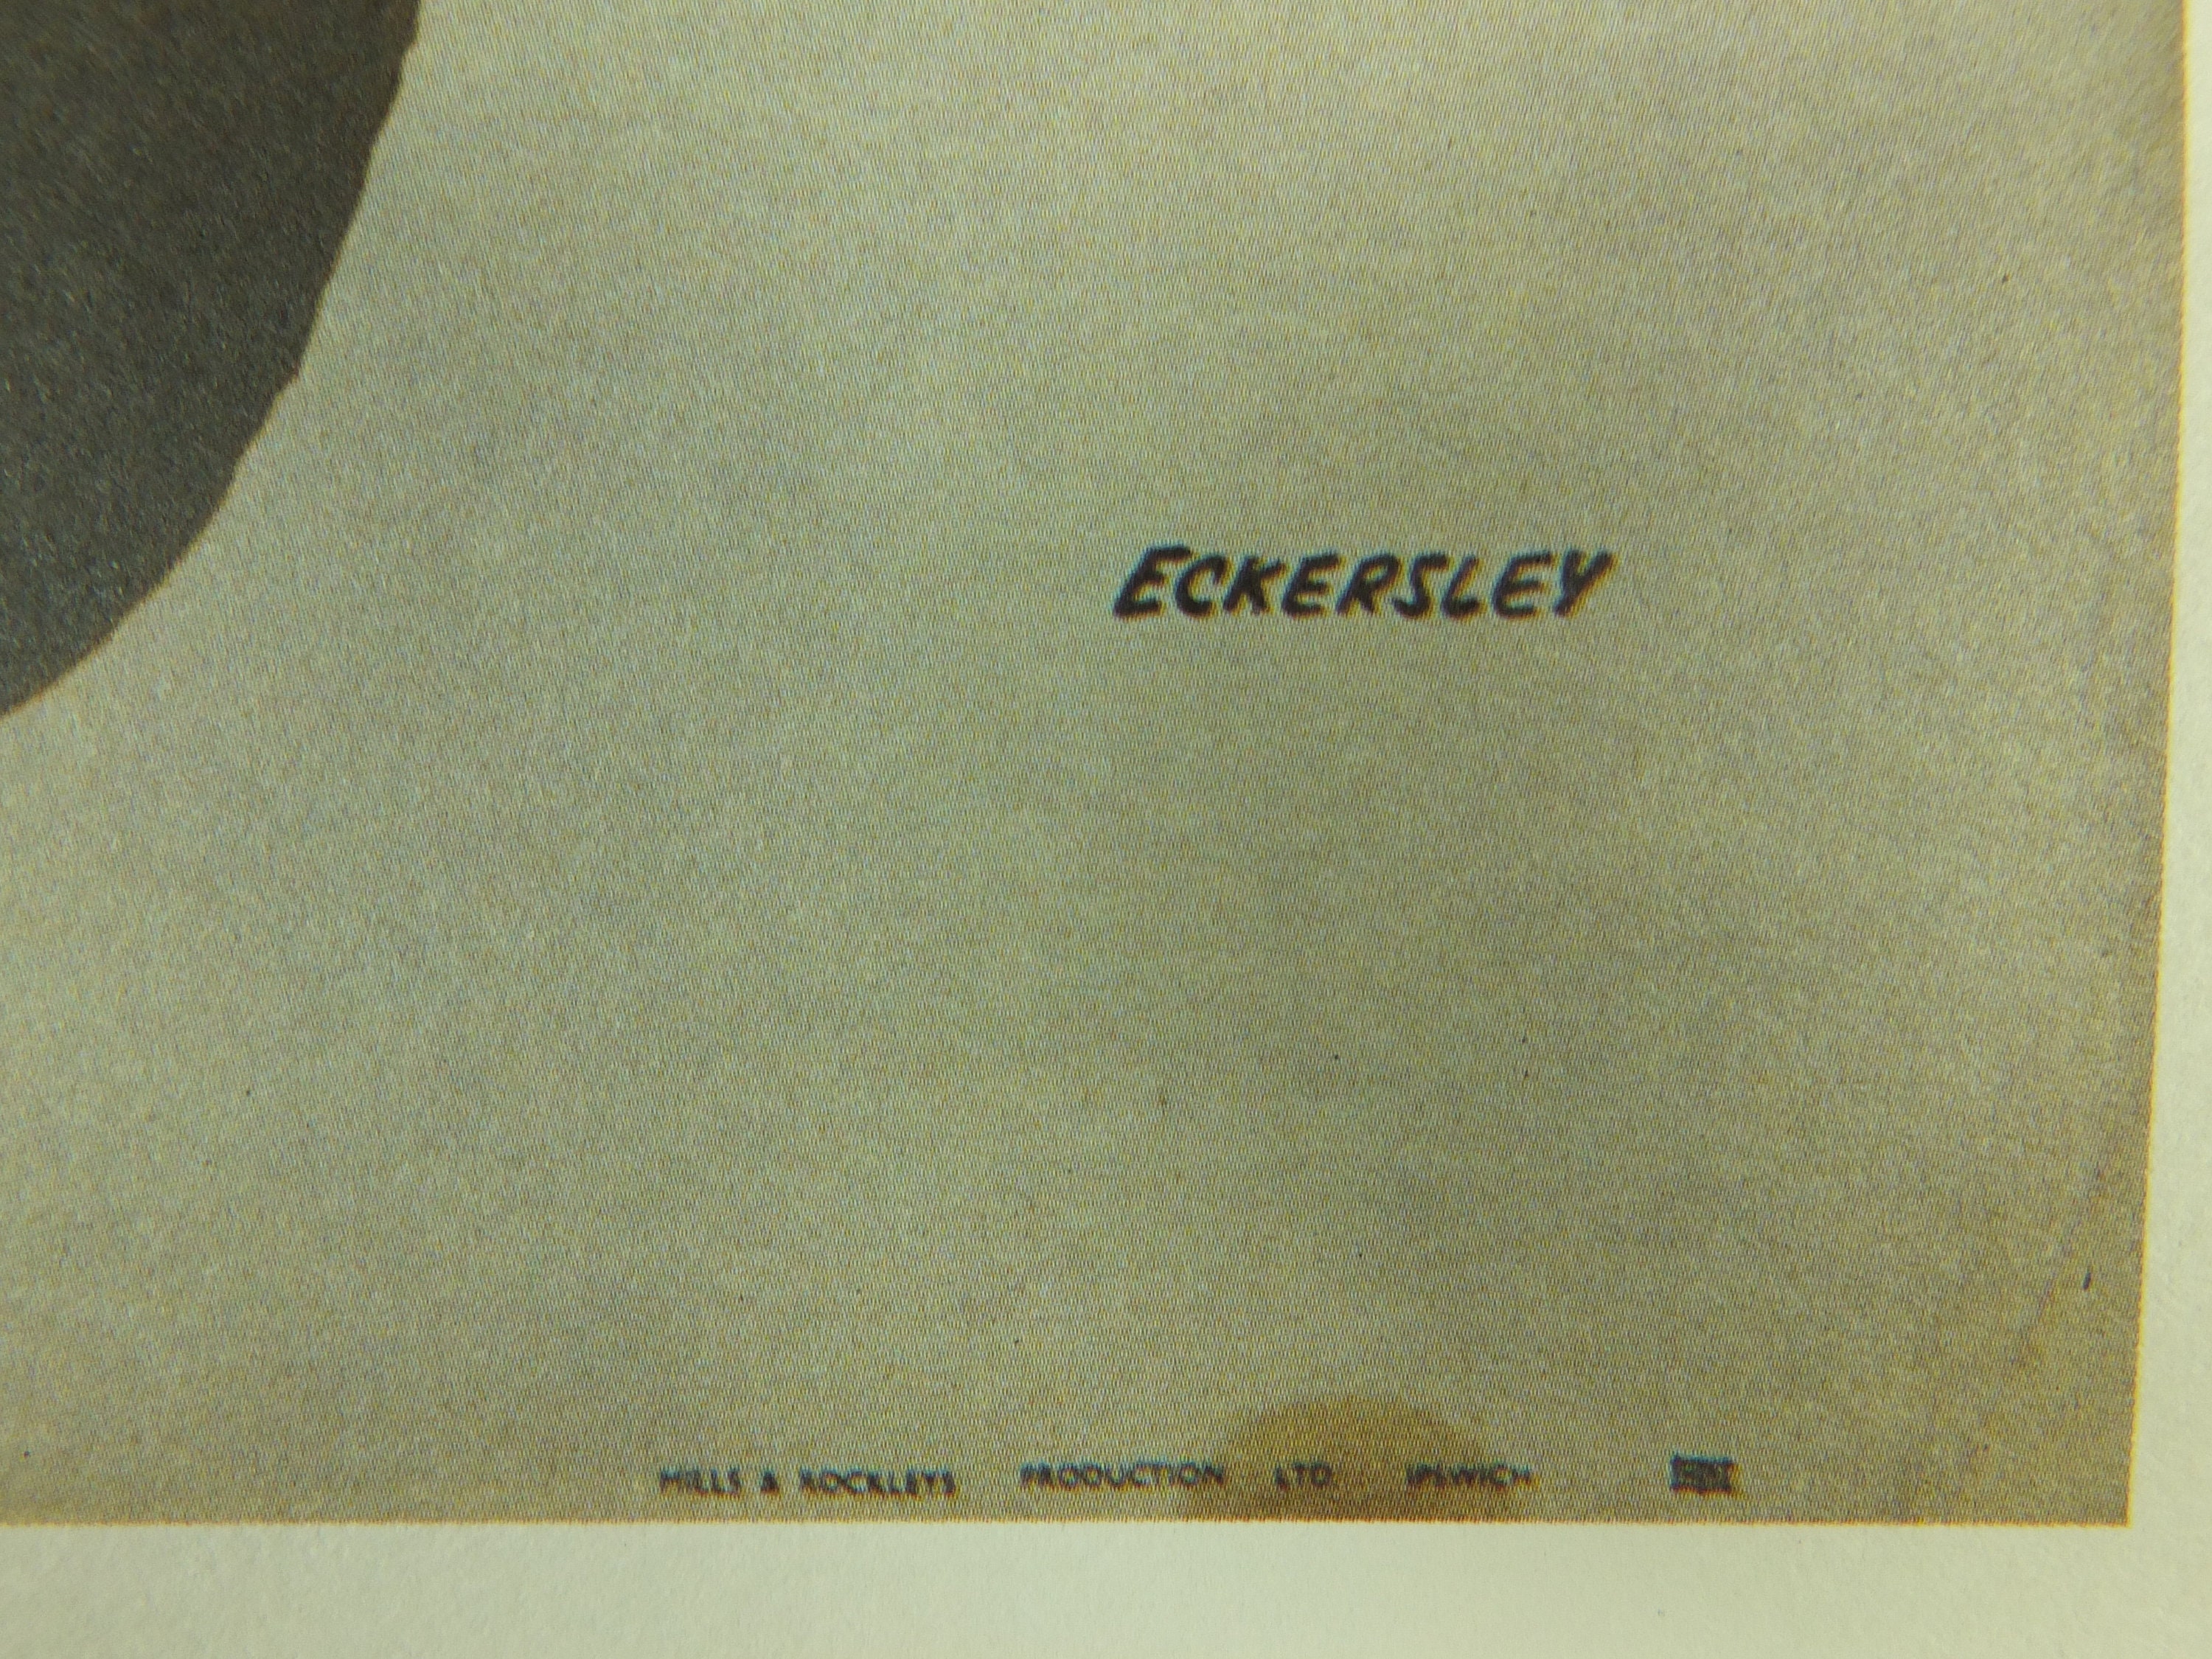 ECKERSLEY
MILLS & ROCKLEYS PRODUCTION LTD IPSWICH